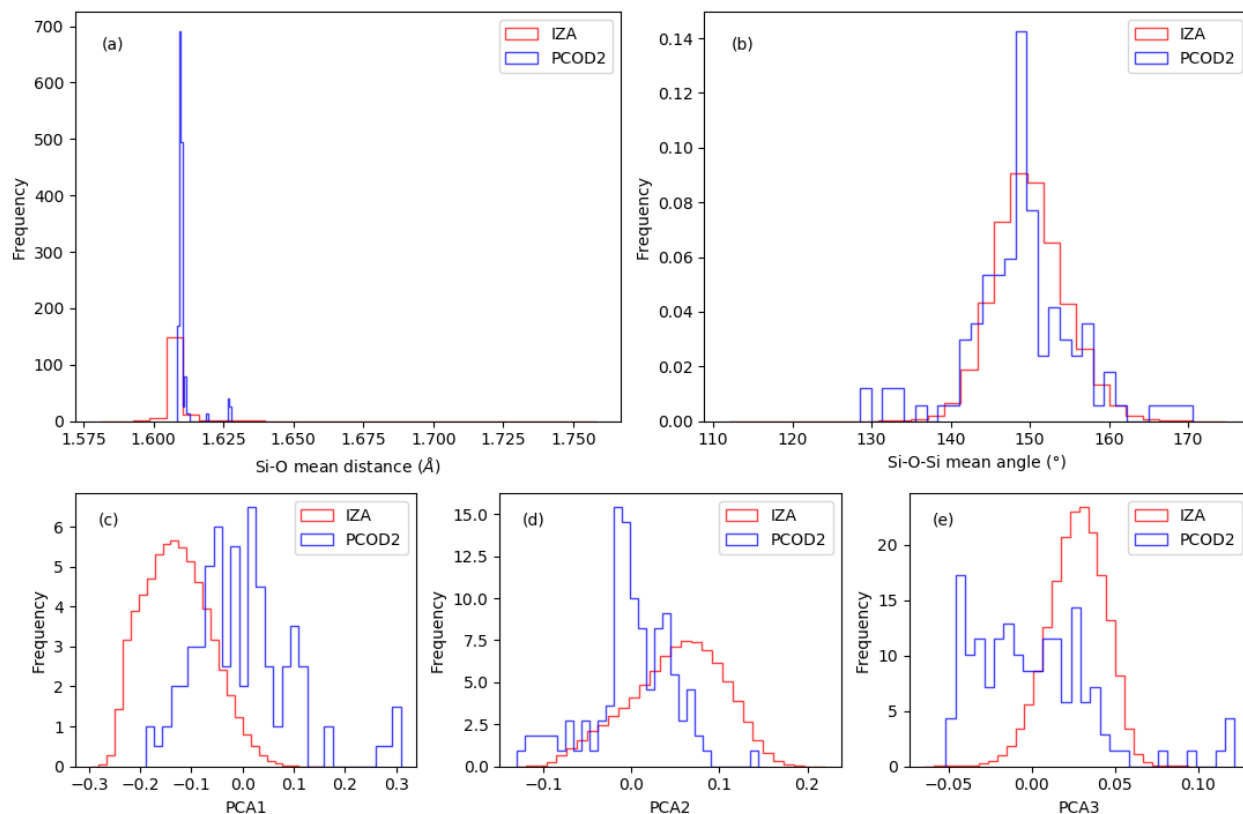 (a)
IZA
PCOD2
700
600
500
400
300
200
100
0
Frequency
1.575
1.600
1.625
1.650
1.675
1.700
1.725
1.750
Si-O mean distance (Å)
(b)
IZA
PCOD2
0.14
0.12
0.10
0.08
0.06
0.04
0.02
0.00
Frequency
110
120
130
140
150
160
170
Si-O-Si mean angle (°)
(c)
IZA
PCOD2
6
5
4
3
2
1
0
Frequency
−0.3
−0.2
−0.1
0.0
0.1
0.2
0.3
PCA1
(d)
IZA
PCOD2
15.0
12.5
10.0
7.5
5.0
2.5
0.0
Frequency
−0.1
0.0
0.1
0.2
PCA2
(e)
IZA
PCOD2
20
15
10
5
0
Frequency
−0.05
0.00
0.05
0.10
PCA3